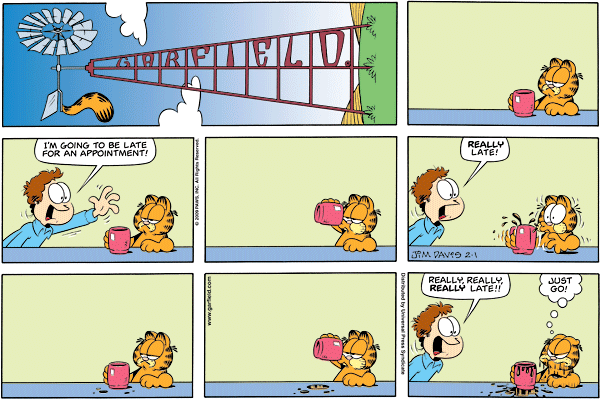 GARFIELD.
I'M GOING TO BE LATE
FOR AN APPOINTMENT!
© 2009 PAWS, INC. All Rights Reserved.
REALLY
LATE!
JIM DAVIS 2-1
www.garfield.com
Distributed by Universal Press Syndicate
REALLY, REALLY,
REALLY LATE!!
JUST
GO!